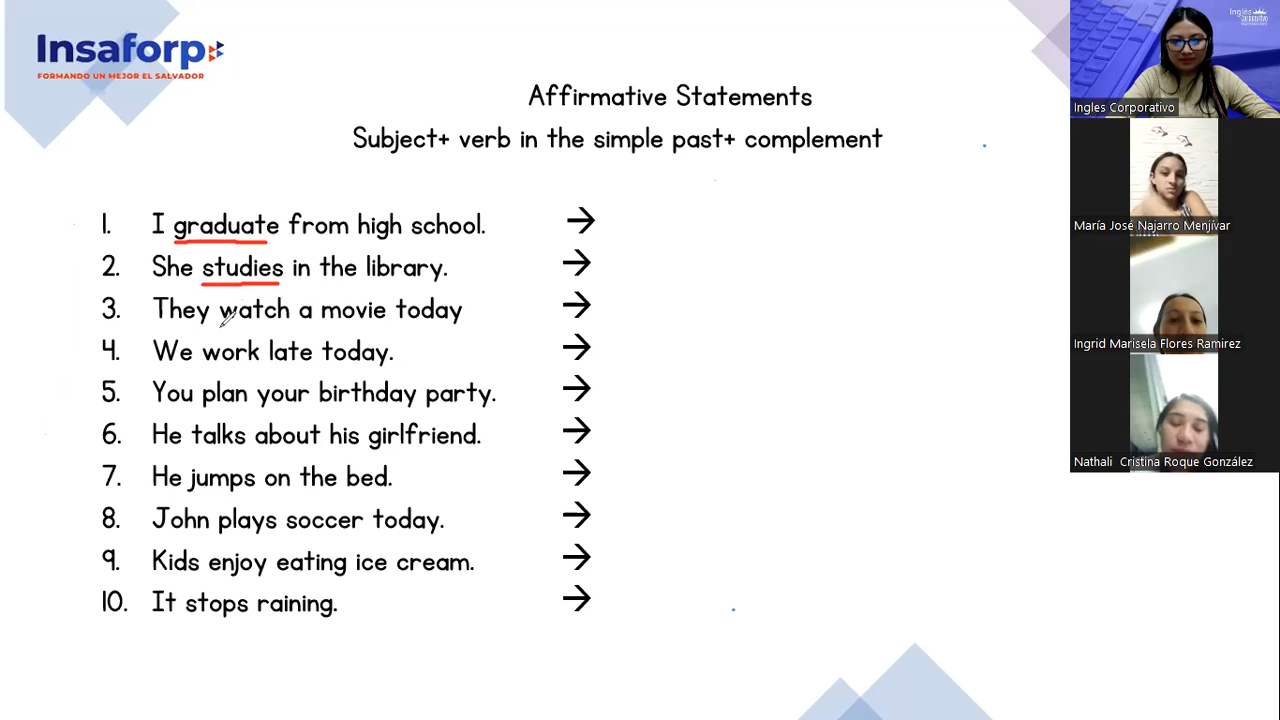 Insaforp
FORMANDO UN MEJOR EL SALVADOR
Affirmative Statements
Subject+ verb in the simple past+ complement
1. I graduate from high school. →
2. She studies in the library. →
3. They watch a movie today →
4. We work late today. →
5. You plan your birthday party. →
6. He talks about his girlfriend. →
7. He jumps on the bed. →
8. John plays soccer today. →
9. Kids enjoy eating ice cream. →
10. It stops raining. →
Inglés
Ingles Corporativo
María José Najarro Menjívar
Ingrid Marisela Flores Ramirez
Nathali Cristina Roque González